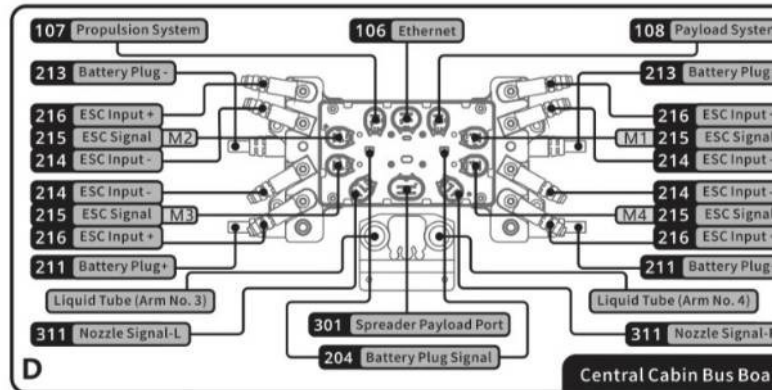 107 Propulsion System
106 Ethernet
108 Payload System
213 Battery Plug -
213 Battery Plug
216 ESC Input +
216 ESC Input
215 ESC Signal M2
M1 215 ESC Signal
214 ESC Input -
214 ESC Input
214 ESC Input -
214 ESC Input
215 ESC Signal M3
M4 215 ESC Signal
216 ESC Input +
216 ESC Input
211 Battery Plug+
211 Battery Plug
Liquid Tube (Arm No. 3)
Liquid Tube (Arm No. 4)
311 Nozzle Signal-L
301 Spreader Payload Port
311 Nozzle Signal-
204 Battery Plug Signal
D
Central Cabin Bus Boa